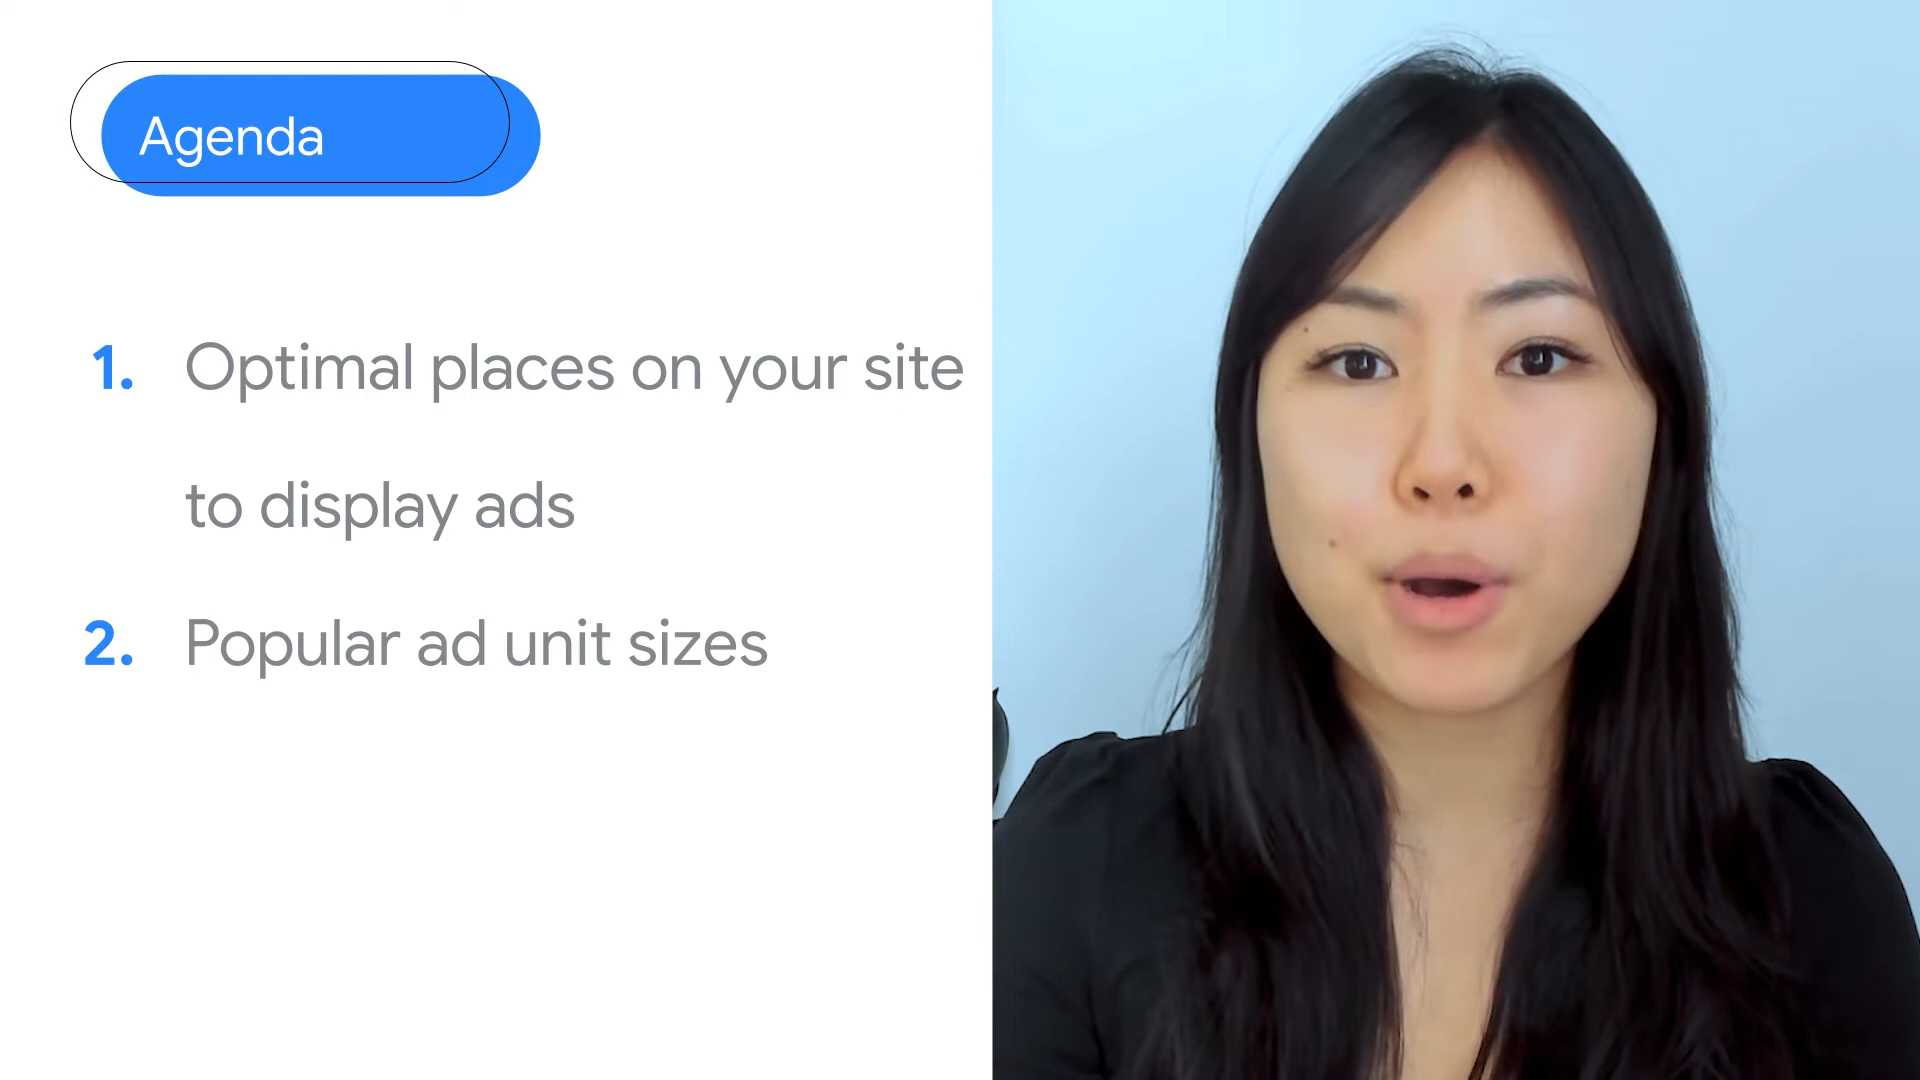 Agenda
1. Optimal places on your site
to display ads
2. Popular ad unit sizes